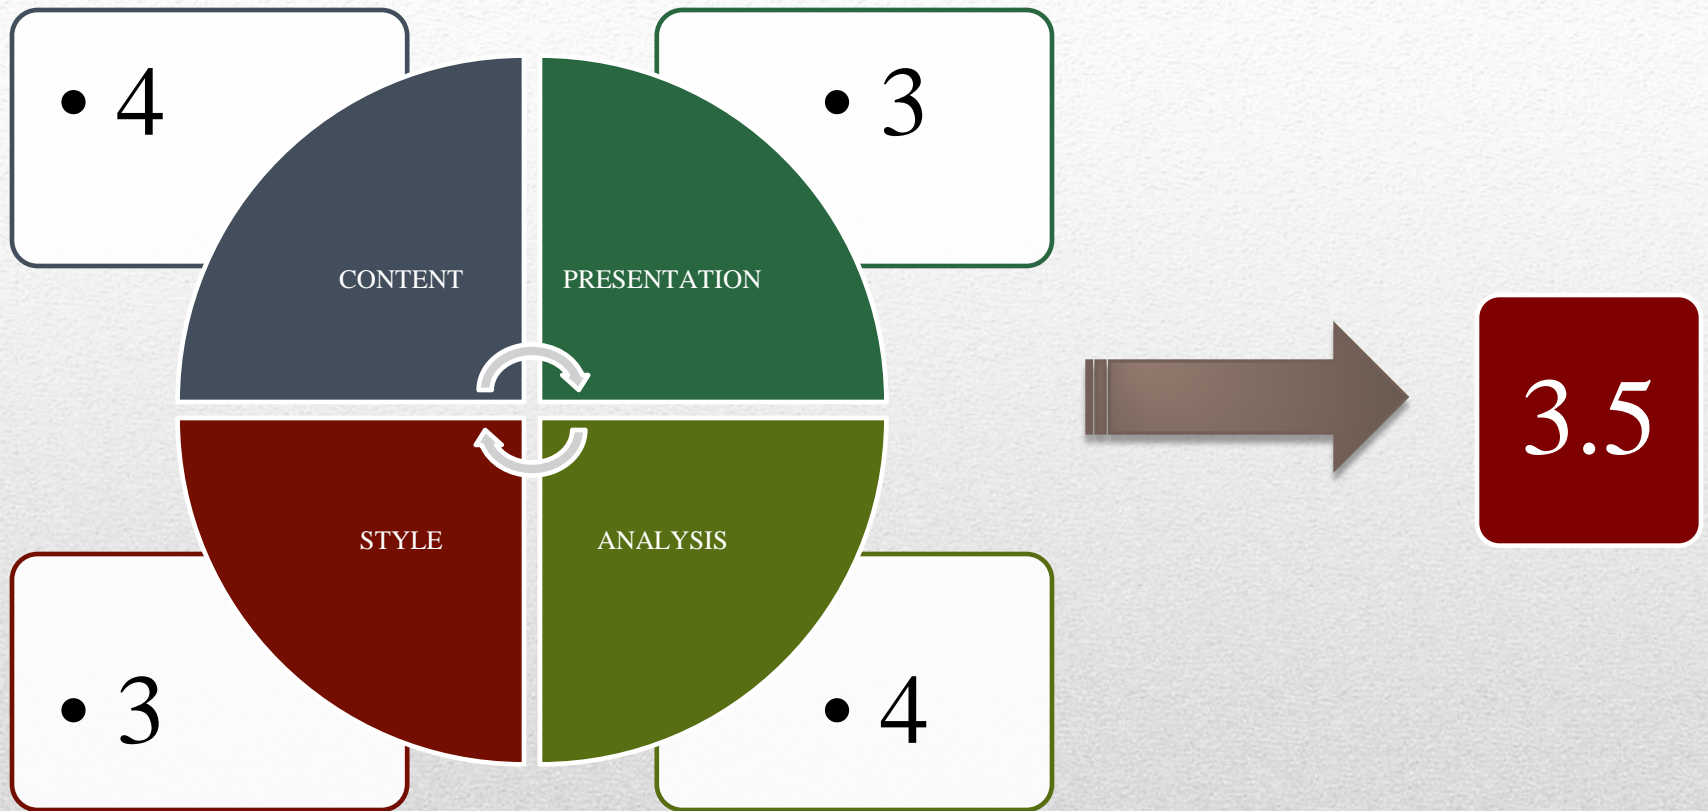 • 4
• 3
CONTENT
PRESENTATION
3.5
STYLE
ANALYSIS
• 3
• 4